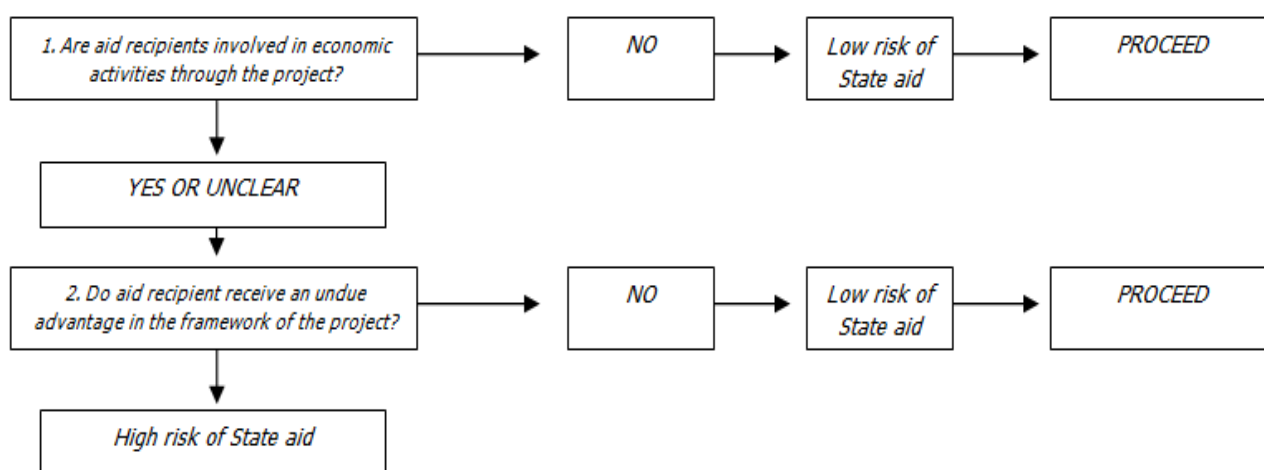 1. Are aid recipients involved in economic
activities through the project?
NO
Low risk of
State aid
PROCEED
YES OR UNCLEAR
2. Do aid recipient receive an undue
advantage in the framework of the project?
NO
Low risk of
State aid
PROCEED
High risk of State aid